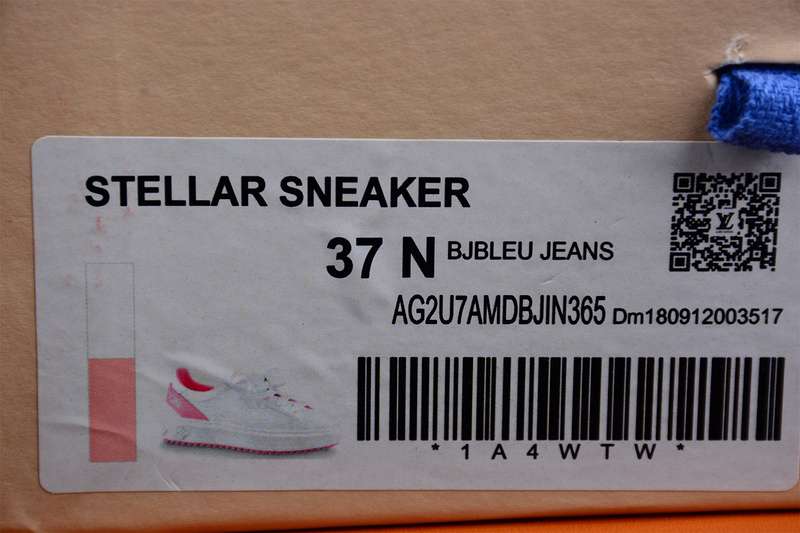 STELLAR SNEAKER
37 N BJBLEU JEANS
AG2U7AMDBJIN365 Dm180912003517
*1A4WTW*